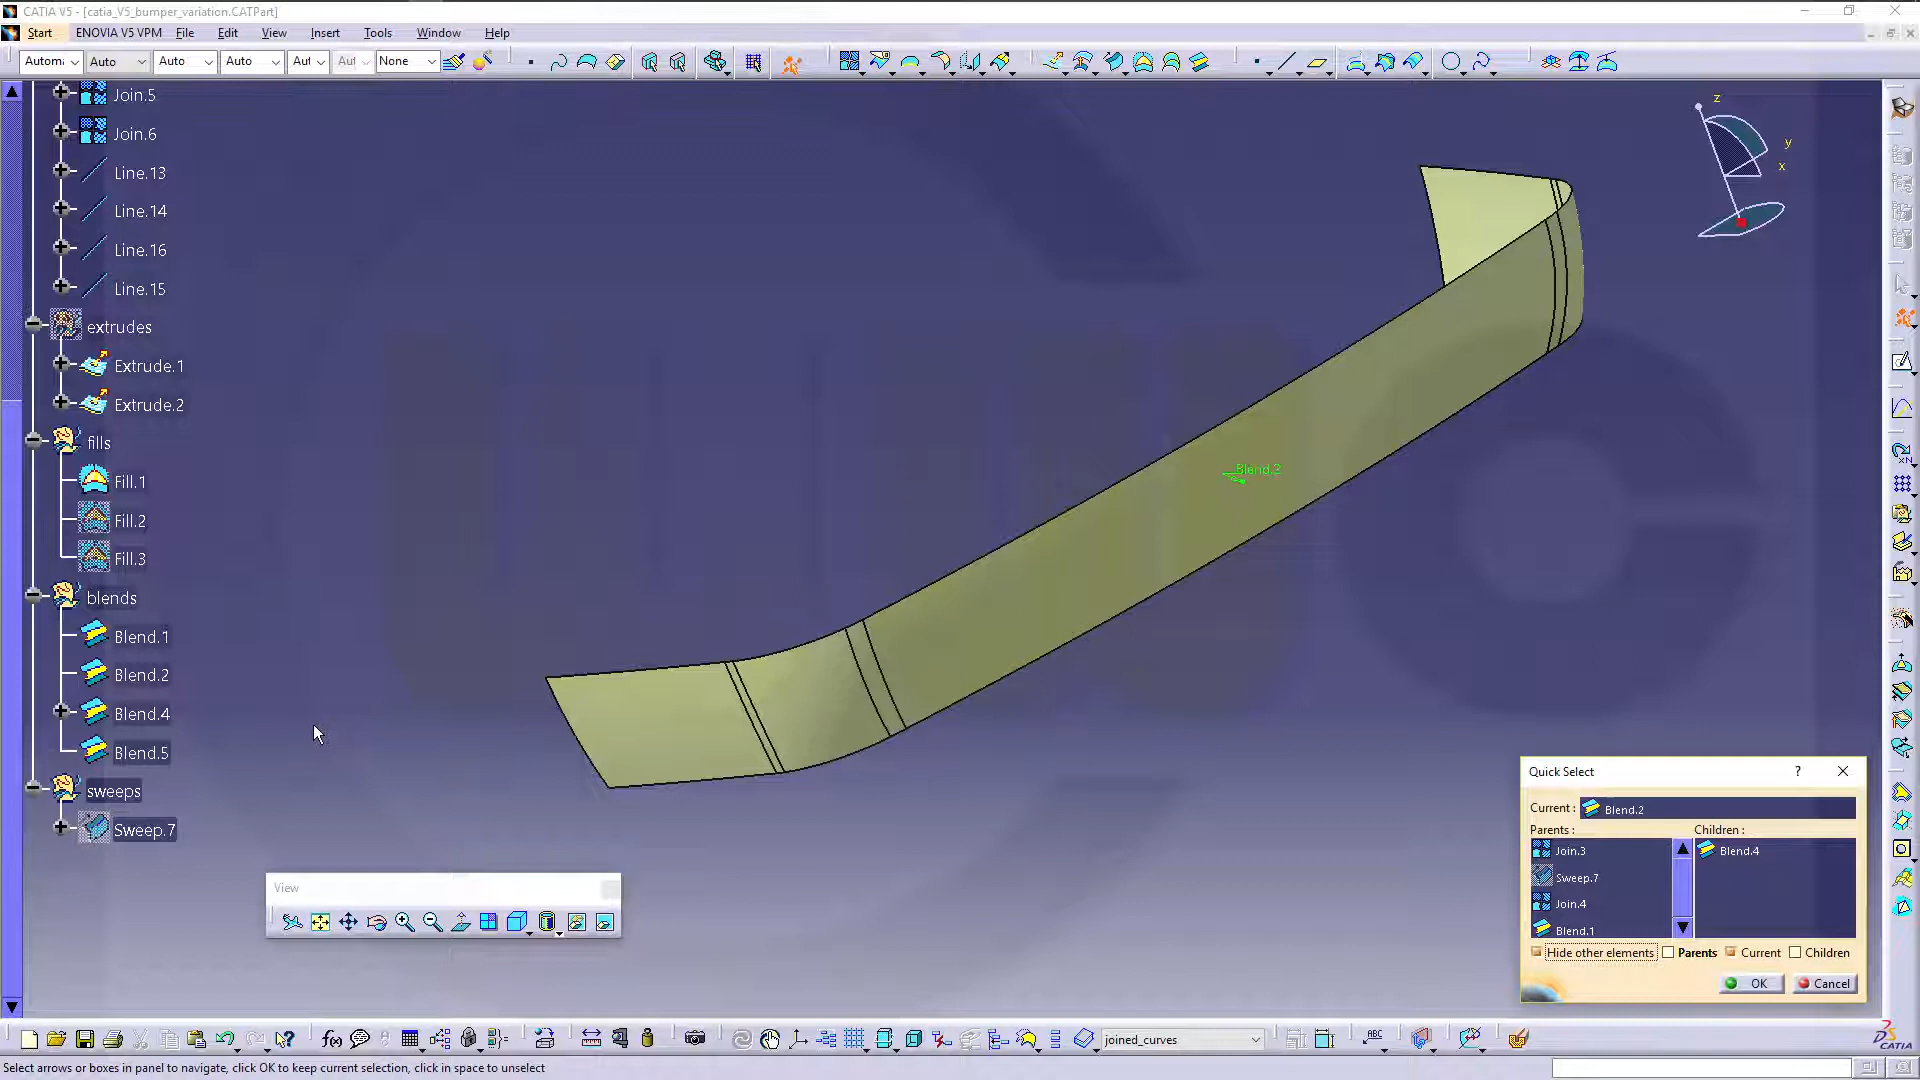 CATIA V5 - [catia_V5_bumper_variation.CATPart]
Start ENOVIA V5 VPM File Edit View Insert Tools Window Help
Automa Auto Auto Auto Aut Aut None
Join.5
Join.6
Line.13
Line.14
Line.16
Line.15
extrudes
Extrude.1
Extrude.2
fills
Fill.1
Fill.2
Fill.3
blends
Blend.1
Blend.2
Blend.4
Blend.5
sweeps
Sweep.7
z
y
x
Blend.3
View
Quick Select ?
Current : Blend.2
Parents : Children :
Join.3 Blend.4
Sweep.7
Join.4
Blend.1
Hide other elements Parents Current Children
OK Cancel
joined_curves
Select arrows or boxes in panel to navigate, click OK to keep current selection, click in space to unselect
CATIA